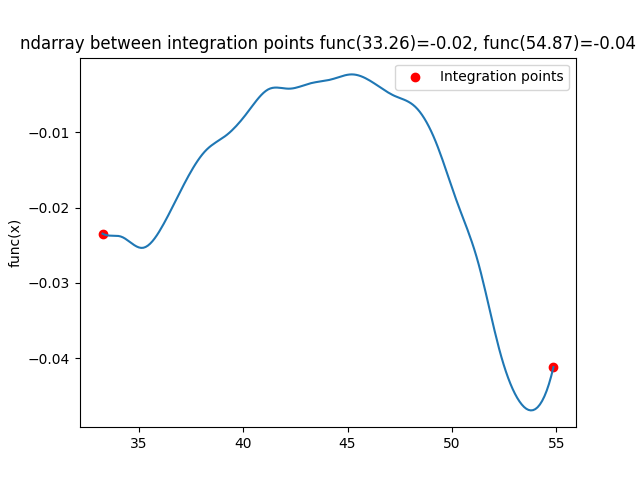 ndarray between integration points func(33.26)=-0.02, func(54.87)=-0.04
Integration points
func(x)
−0.01
−0.02
−0.03
−0.04
35 40 45 50 55